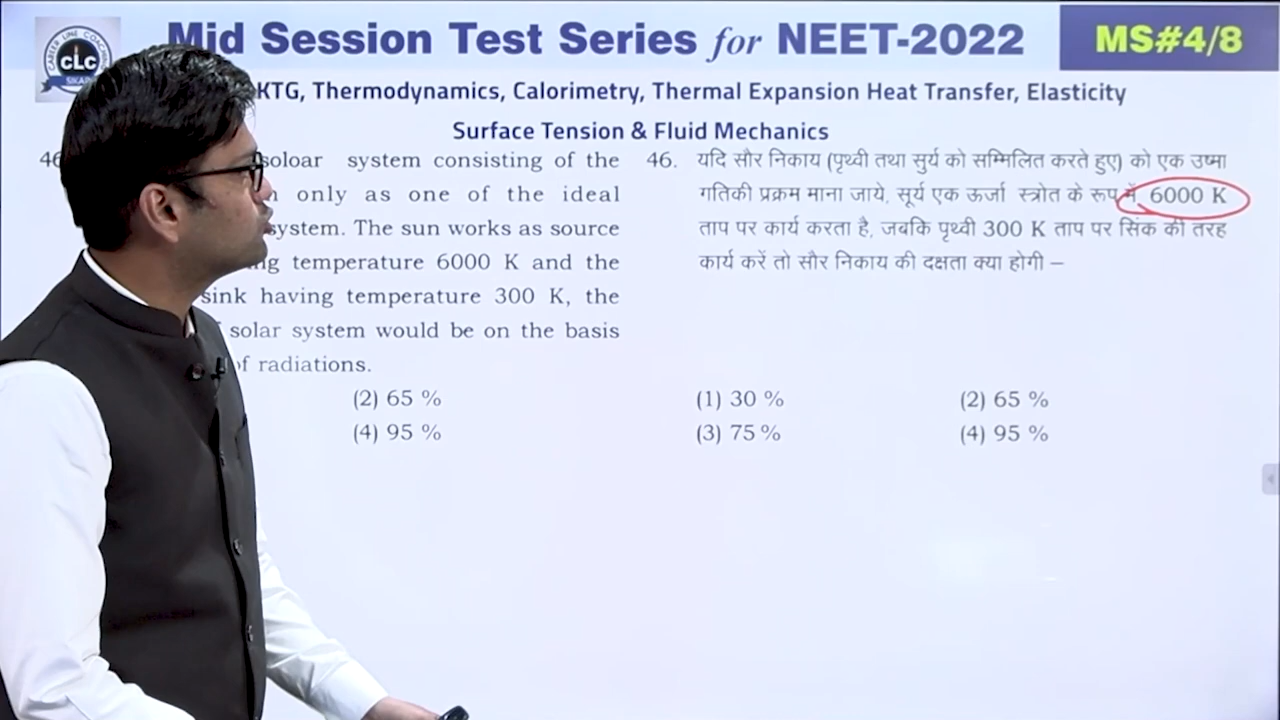 Mid Session Test Series for NEET-2022
MS#4/8
CLC
KTG, Thermodynamics, Calorimetry, Thermal Expansion Heat Transfer, Elasticity
Surface Tension & Fluid Mechanics
soloar system consisting of the
only as one of the ideal
system. The sun works as source
temperature 6000 K and the
sink having temperature 300 K, the
solar system would be on the basis
of radiations.
(2) 65 %
(4) 95 %
46. यदि सौर निकाय (पृथ्वी तथा सुर्य को सम्मिलित करते हुए) को एक उष्मा
गतिकी प्रक्रम माना जाये, सूर्य एक ऊर्जा स्त्रोत के रूप में 6000 K
ताप पर कार्य करता है, जबकि पृथ्वी 300 K ताप पर सिंक की तरह
कार्य करें तो सौर निकाय की दक्षता क्या होगी –
(1) 30 % (2) 65 %
(3) 75 % (4) 95 %